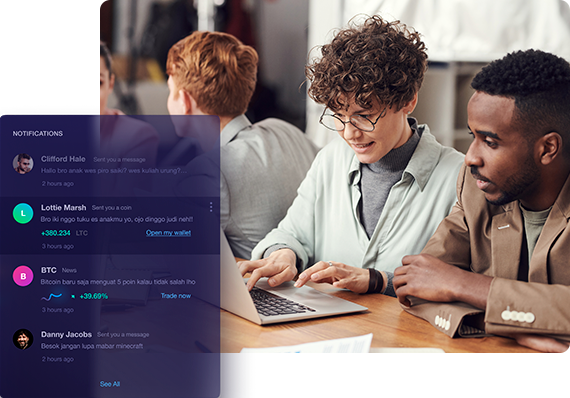 NOTIFICATIONS
Clifford Hale Sent you a message
Hallo bro anak wes piro saiki? wes kuliah urung?...
2 hours ago
L
Lottie Marsh Sent you a coin
Bro iki nggo tuku es anakmu yo, ojo dinggo judi neh!!
+380.234 LTC Open my wallet
3 hours ago
B
BTC News
Bitcoin baru saja menguat 5 poin kalau tidak salah lho
+39.69% Trade now
3 hours ago
Danny Jacobs Sent you a message
Besok jangan lupa mabar minecraft
2 hours ago
See All